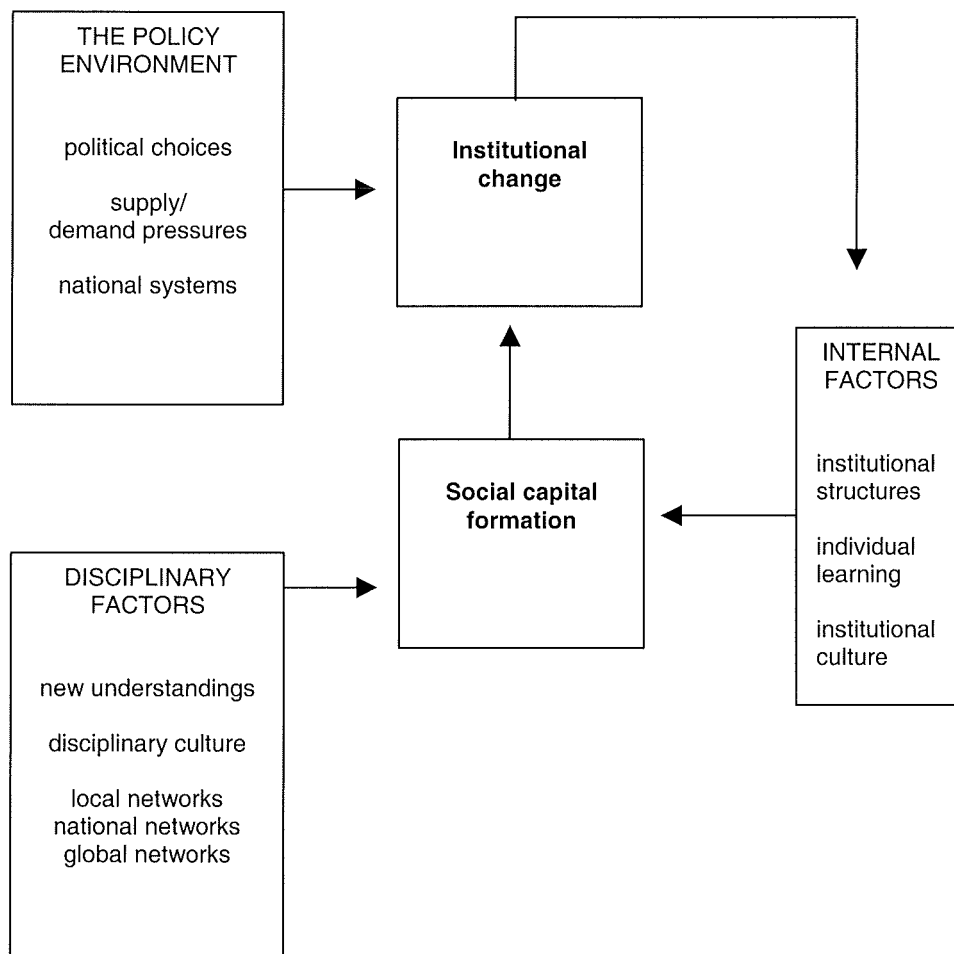 THE POLICY
ENVIRONMENT
political choices
supply/
demand pressures
national systems
Institutional
change
INTERNAL
FACTORS
institutional
structures
individual
learning
institutional
culture
Social capital
formation
DISCIPLINARY
FACTORS
new understandings
disciplinary culture
local networks
national networks
global networks